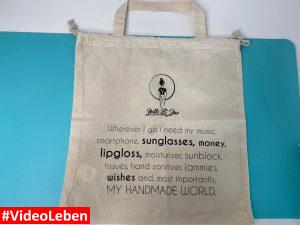 Wherever I go I need my music,
smartphone, sunglasses, money,
lipgloss, moisturiser, sunblock,
tissues, hand sanitizer, jammies,
wishes and, most importantly,
MY HANDMADE WORLD.
#VideoLeben